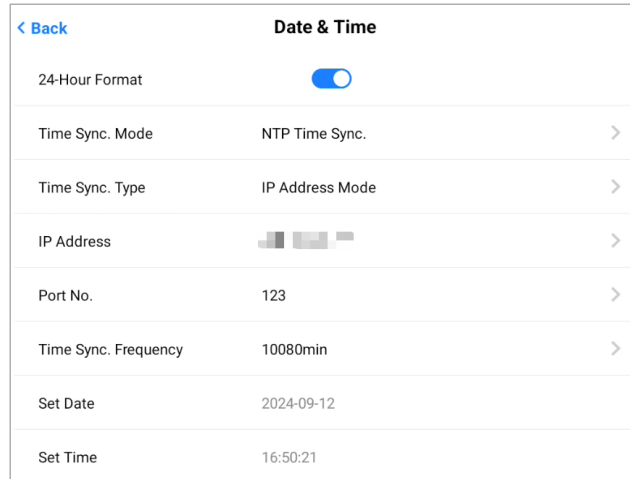 Back Date & Time
24-Hour Format
Time Sync. Mode NTP Time Sync.
Time Sync. Type IP Address Mode
IP Address
Port No. 123
Time Sync. Frequency 10080min
Set Date 2024-09-12
Set Time 16:50:21